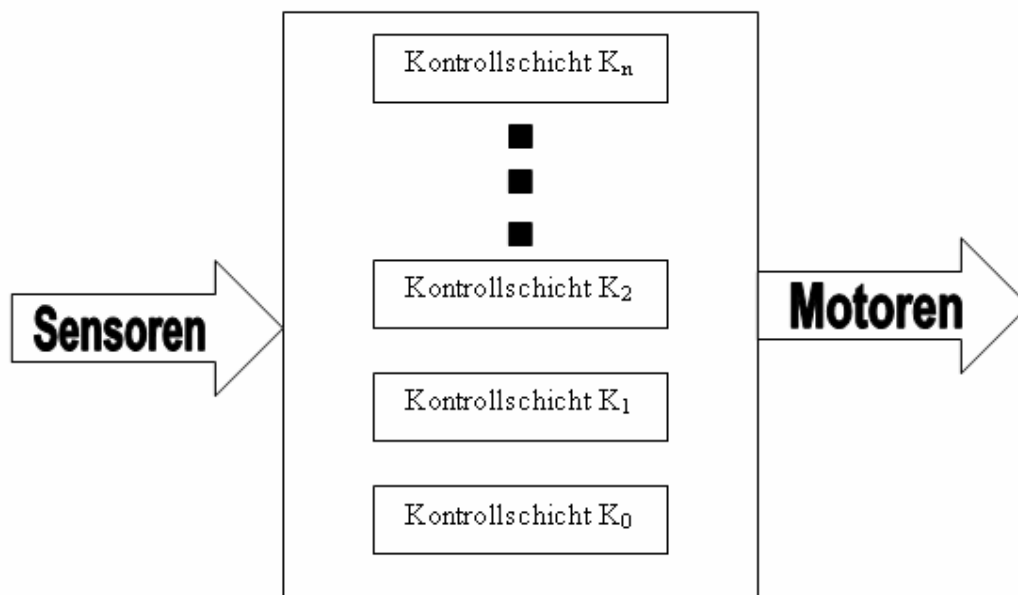 Kontrollschicht Kn
Kontrollschicht K2
Sensoren
Motoren
Kontrollschicht K1
Kontrollschicht K0